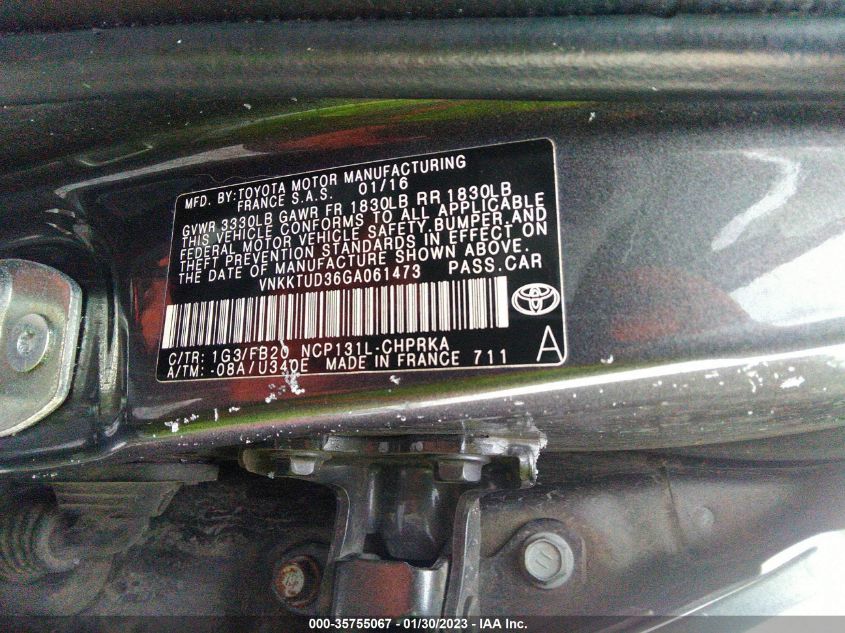 MFD. BY:TOYOTA MOTOR MANUFACTURING
FRANCE S.A.S. 01/16
GVWR 3330LB GAWR FR 1830LB RR 1830LB
THIS VEHICLE CONFORMS TO ALL APPLICABLE
FEDERAL MOTOR VEHICLE SAFETY,BUMPER,AND
THEFT PREVENTION STANDARDS IN EFFECT ON
THE DATE OF MANUFACTURE SHOWN ABOVE.
VNKKTUD36GA061473 PASS.CAR
C/TR: 1G3/FB20 NCP131L-CHPRKA
A/TM: -08A/U340E MADE IN FRANCE 711
A
000-35755067 - 01/30/2023 - IAA Inc.